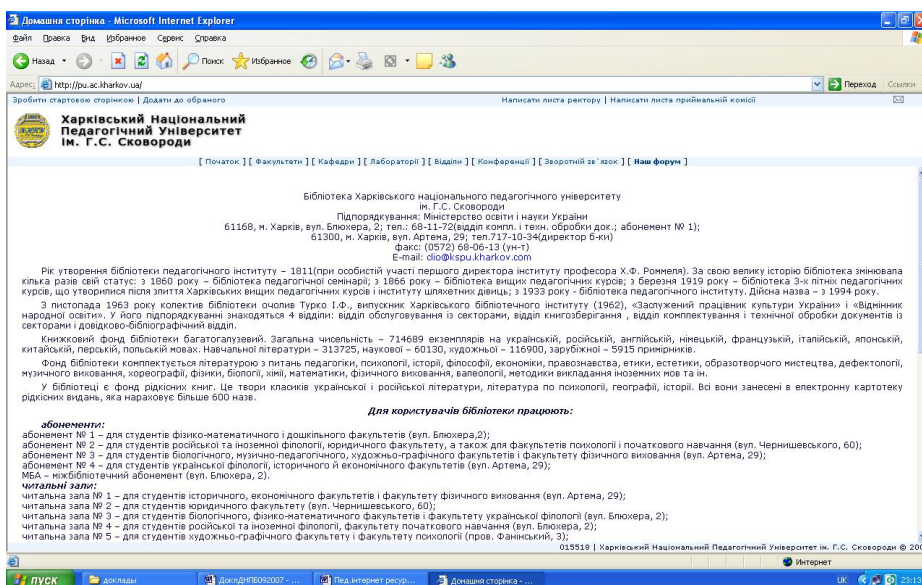 Домашня сторінка - Microsoft Internet Explorer
Файл Правка Вид Избранное Сервис Справка
Назад Поиск Избранное
Адрес: http://pu.ac.kharkov.ua/ Переход Ссылки
Зробити стартовою сторінкою | Додати до обраного Написати листа ректору | Написати листа приймальній комісії
Харківський Національний
Педагогічний Університет
ім. Г.С. Сковороди
[ Початок ] [ Факультети ] [ Кафедри ] [ Лабораторії ] [ Відділи ] [ Конференції ] [ Зворотній зв`язок ] [ Наш форум ]
Бібліотека Харківського національного педагогічного університету
ім. Г.С. Сковороди
Підпорядкування: Міністерство освіти і науки України
61168, м. Харків, вул. Блюхера, 2; тел.: 68-11-72(відділ компл. і техн. обробки док.; абонемент № 1);
61300, м. Харків, вул. Артема, 29; тел.717-10-34(директор б-ки)
факс: (0572) 68-06-13 (ун-т)
E-mail: clio@kspu.kharkov.com
Рік утворення бібліотеки педагогічного інституту – 1811(при особистій участі першого директора інституту професора Х.Ф. Роммеля). За свою велику історію бібліотека змінювала
кілька разів свій статус: з 1860 року – бібліотека педагогічної семінарії; з 1866 року – бібліотека вищих педагогічних курсів; з березня 1919 року – бібліотека 3-х літніх педагогічних
курсів, що утворилися після злиття Харківських вищих педагогічних курсів і інституту шляхетних дівиць; з 1933 року - бібліотека педагогічного інституту. Дійсна назва – з 1994 року.
З листопада 1963 року колектив бібліотеки очолив Турко І.Ф., випускник Харківського бібліотечного інституту (1962), «Заслужений працівник культури України» і «Відмінник
народної освіти». У його підпорядкуванні знаходяться 4 відділи: відділ обслуговування із секторами, відділ книгозберігання , відділ комплектування і технічної обробки документів із
секторами і довідково-бібліографічний відділ.
Книжковий фонд бібліотеки багатогалузевий. Загальна чисельність – 714689 екземплярів на українській, російській, англійській, німецькій, французькій, італійській, японській,
китайській, перській, польській мовах. Навчальної літератури – 313725, наукової – 60130, художньої – 116900, зарубіжної – 5915 примірників.
Фонд бібліотеки комплектується літературою з питань педагогіки, психології, історії, філософії, економіки, правознавства, етики, естетики, образотворчого мистецтва, дефектології,
музичного виховання, хореографії, фізики, біології, хімії, математики, фізичного виховання, валеології, методики викладання іноземних мов та ін.
У бібліотеці є фонд рідкісних книг. Це твори класиків української і російської літератури, література по психології, географії, історії. Всі вони занесені в електронну картотеку
рідкісних видань, яка нараховує більше 600 назв.
Для користувачів бібліотеки працюють:
абонементи:
абонемент № 1 – для студентів фізико-математичного і дошкільного факультетів (вул. Блюхера,2);
абонемент № 2 – для студентів російської та іноземної філології, юридичного факультету, а також для факультетів психології і початкового навчання (вул. Чернишевського, 60);
абонемент № 3 – для студентів біологічного, музично-педагогічного, художньо-графічного факультетів і факультету фізичного виховання (вул. Артема, 29);
абонемент № 4 – для студентів української філології, історичного й економічного факультетів (вул. Артема, 29);
МБА – міжбібліотечний абонемент (вул. Блюхера, 2).
читальні зали:
читальна зала № 1 – для студентів історичного, економічного факультетів і факультету фізичного виховання (вул. Артема, 29);
читальна зала № 2 – для студентів юридичного факультету (вул. Чернишевського, 60);
читальна зала № 3 – для студентів біологічного, фізико-математичного факультетів і факультету української філології (вул. Блюхера, 2);
читальна зала № 4 – для студентів російської та іноземної філології, факультету початкового навчання (вул. Блюхера, 2);
читальна зала № 5 – для студентів художньо-графічного факультету і факультету психології (пров. Фанінський, 3);
015518 | Харківський Національний Педагогічний Університет ім. Г.С. Сковороди © 200
Интернет
пуск доклады ДоклДНПБ092007 - ... Пед.інтернет ресур... Домашня сторінка - ... UK 23:13